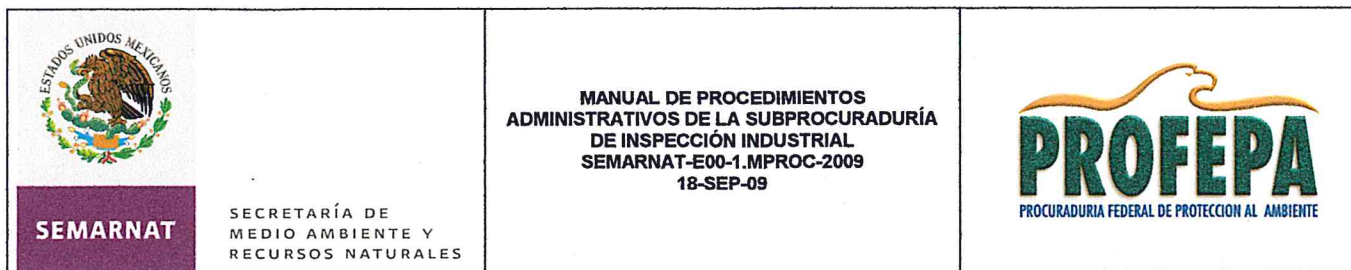 ESTADOS UNIDOS MEXICANOS
SEMARNAT
SECRETARÍA DE
MEDIO AMBIENTE Y
RECURSOS NATURALES
MANUAL DE PROCEDIMIENTOS
ADMINISTRATIVOS DE LA SUBPROCURADURÍA
DE INSPECCIÓN INDUSTRIAL
SEMARNAT-E00-1.MPROC-2009
18-SEP-09
PROFEPA
PROCURADURIA FEDERAL DE PROTECCION AL AMBIENTE